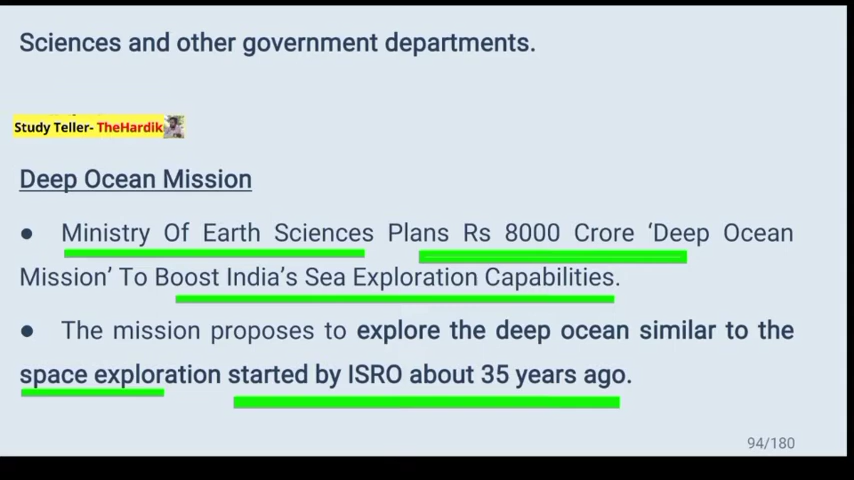 Sciences and other government departments.
Study Teller- TheHardik
Deep Ocean Mission
● Ministry Of Earth Sciences Plans Rs 8000 Crore ‘Deep Ocean
Mission’ To Boost India’s Sea Exploration Capabilities.
● The mission proposes to explore the deep ocean similar to the
space exploration started by ISRO about 35 years ago.
94/180